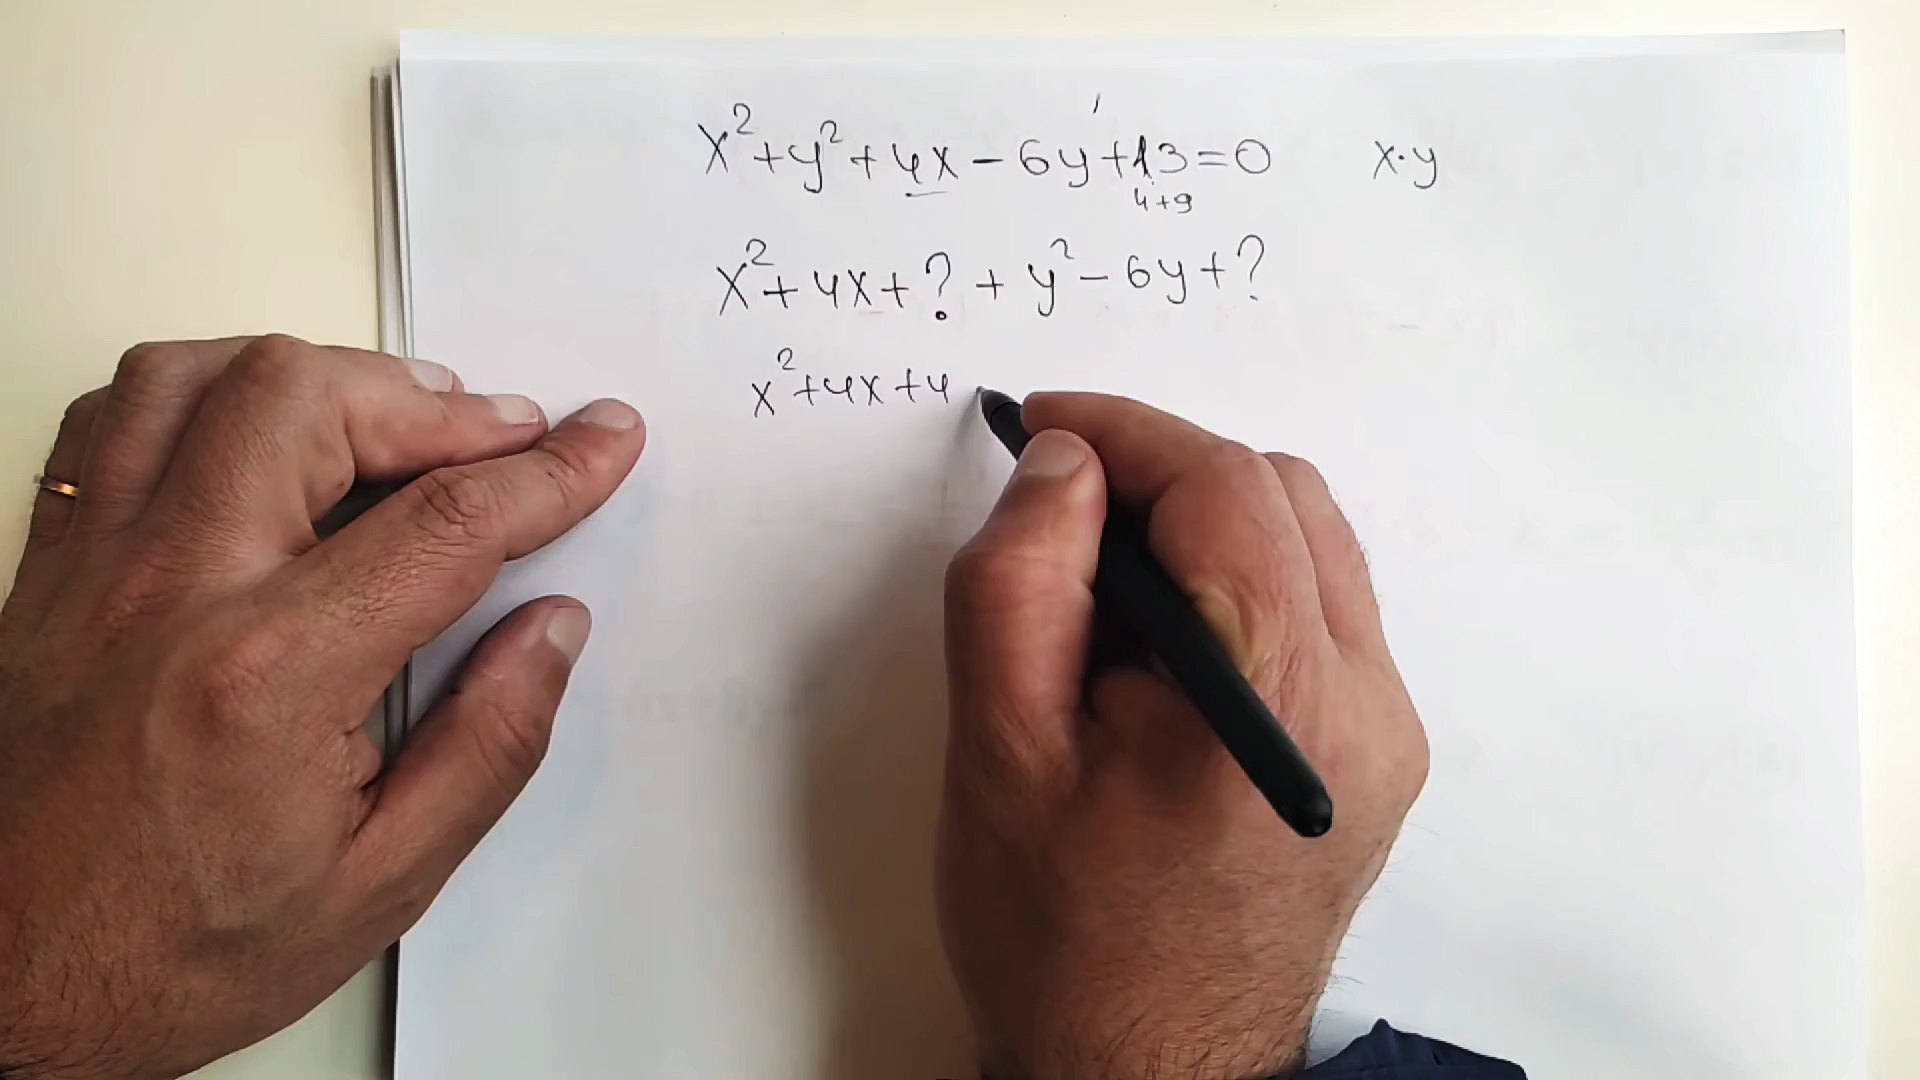 x² + y² + 4x - 6y + 13 = 0    x·y
4+9
x² + 4x + ? + y² - 6y + ?
x² + 4x + 4